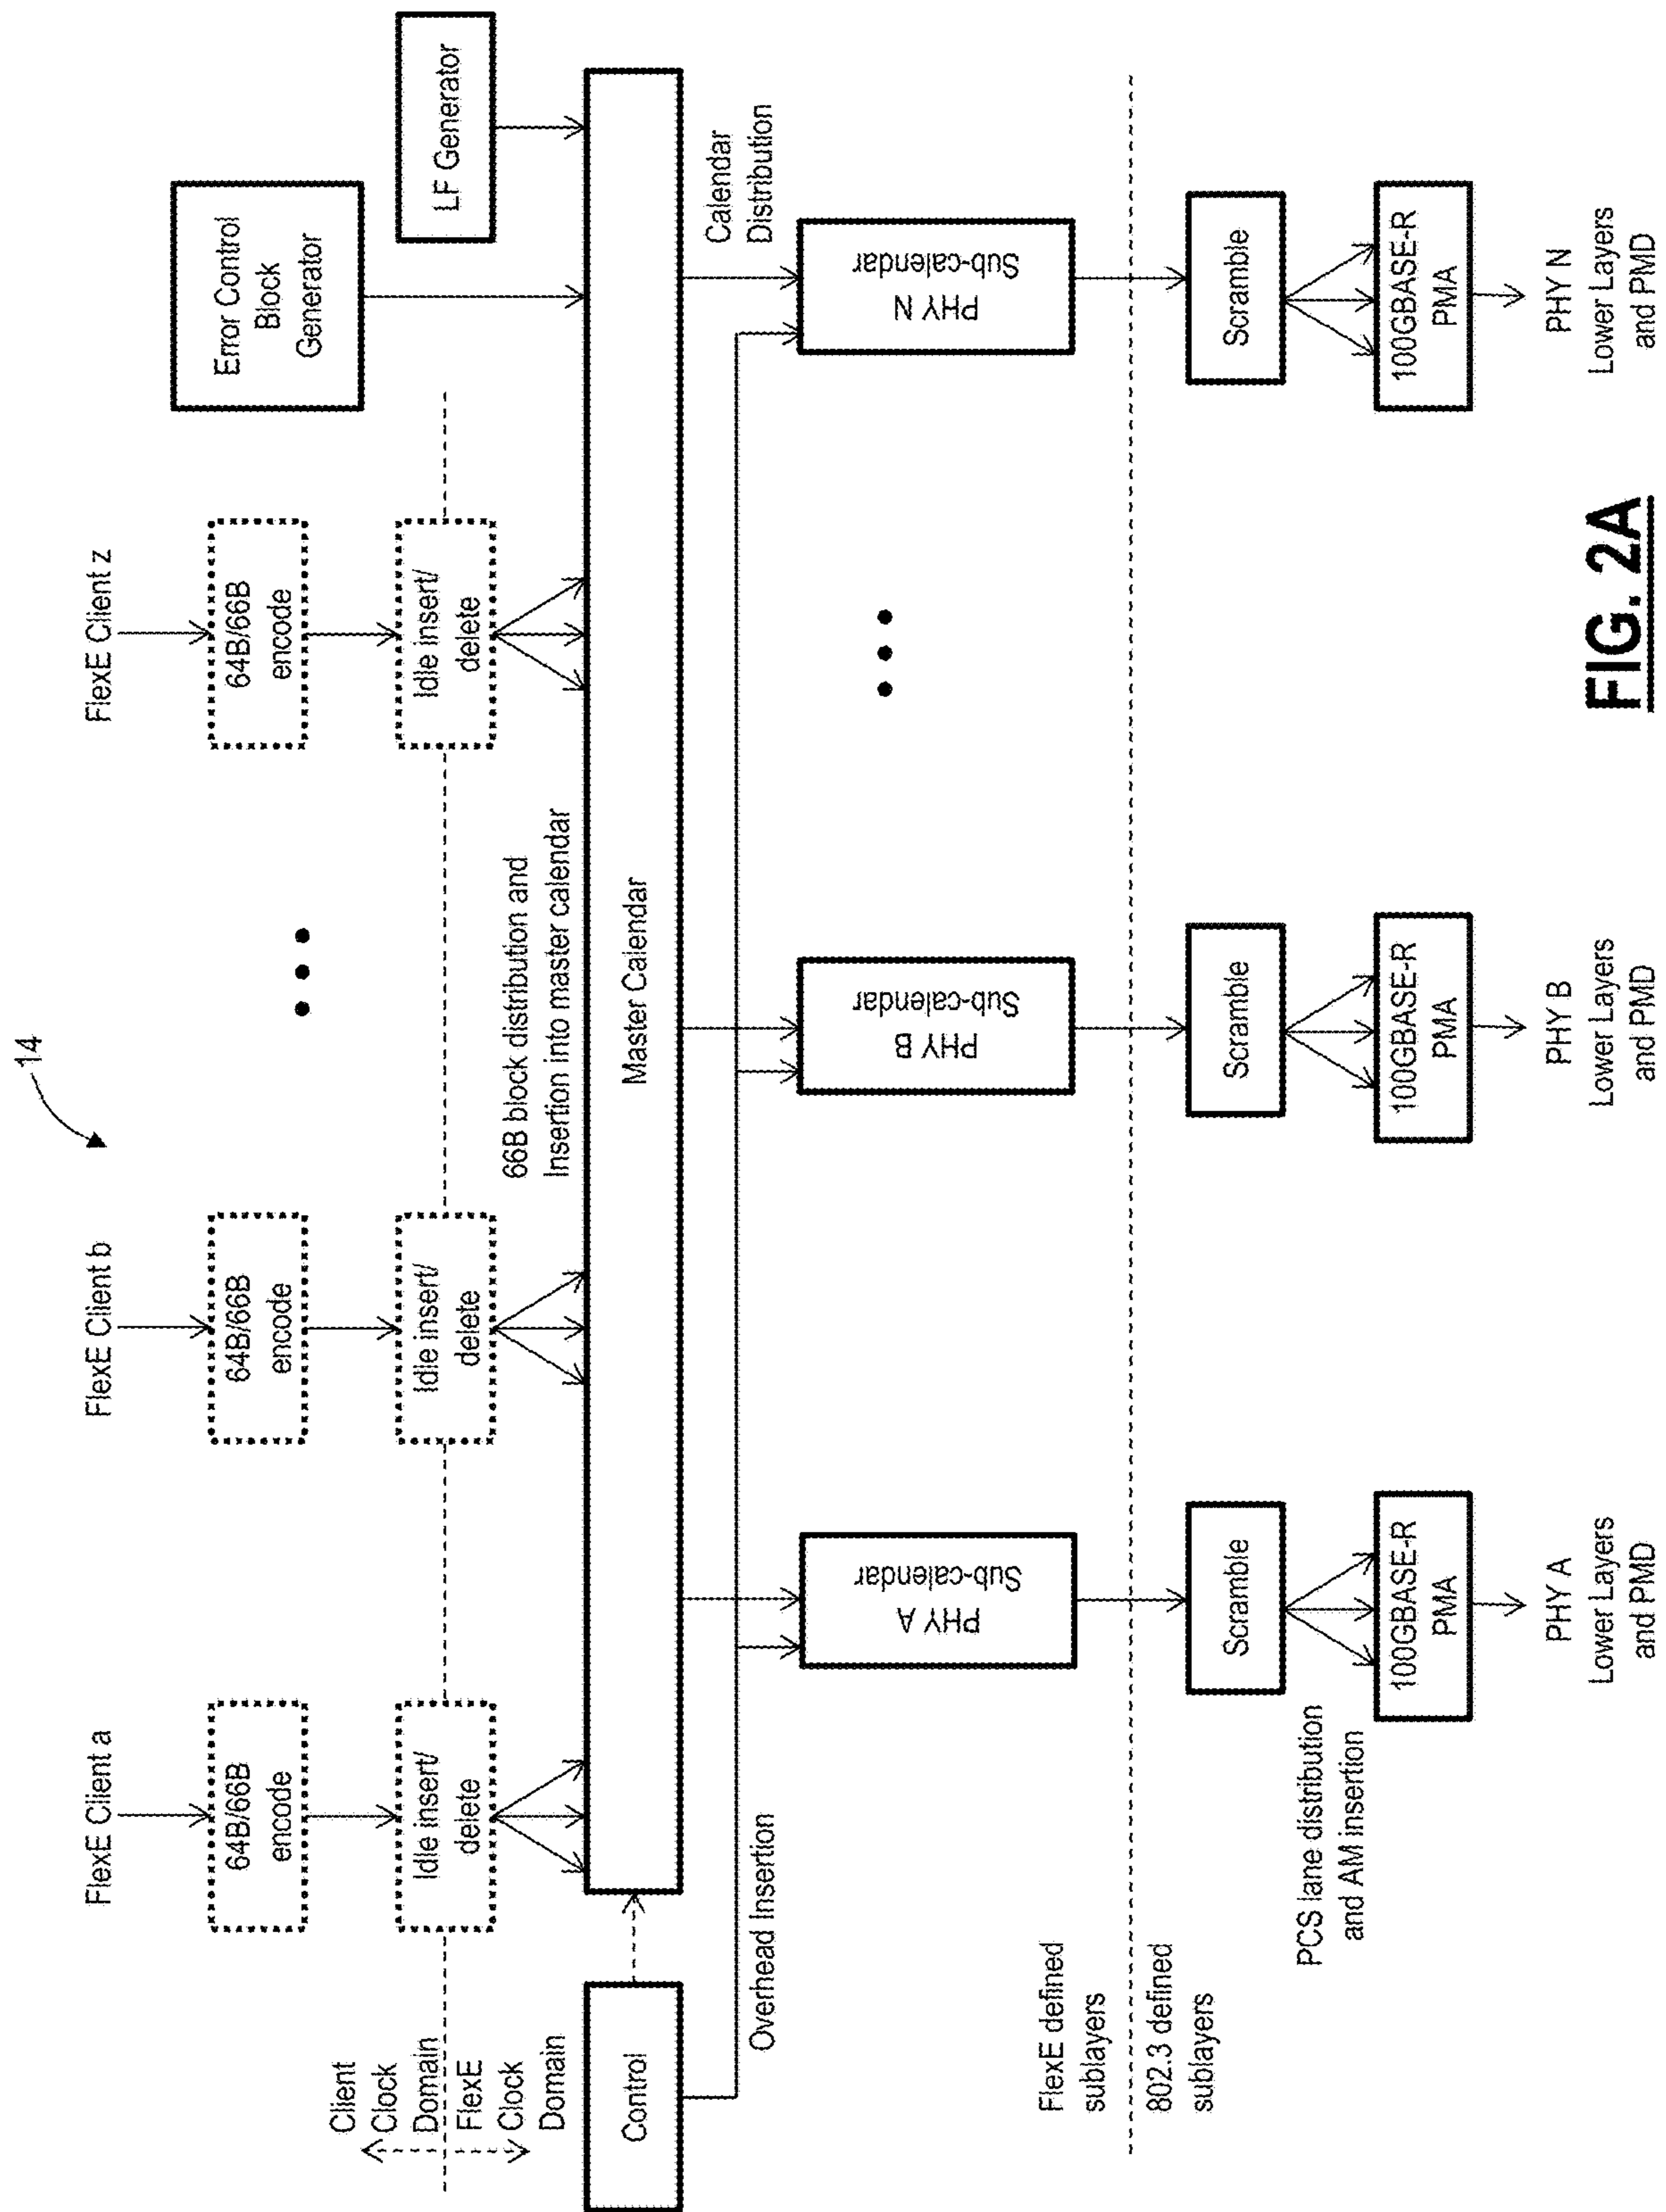 14
FlexE Client a
FlexE Client b
FlexE Client z
64B/66B
encode
64B/66B
encode
64B/66B
encode
Error Control
Block
Generator
LF Generator
Client
Clock
Domain
FlexE
Clock
Domain
Idle insert/
delete
Idle insert/
delete
Idle insert/
delete
66B block distribution and
Insertion into master calendar
Control
Master Calendar
Overhead Insertion
Calendar
Distribution
PHY A
Sub-calendar
PHY B
Sub-calendar
PHY N
Sub-calendar
FlexE defined
sublayers
802.3 defined
sublayers
Scramble
Scramble
Scramble
PCS lane distribution
and AM insertion
100GBASE-R
PMA
100GBASE-R
PMA
100GBASE-R
PMA
PHY A
Lower Layers
and PMD
PHY B
Lower Layers
and PMD
PHY N
Lower Layers
and PMD
FIG. 2A